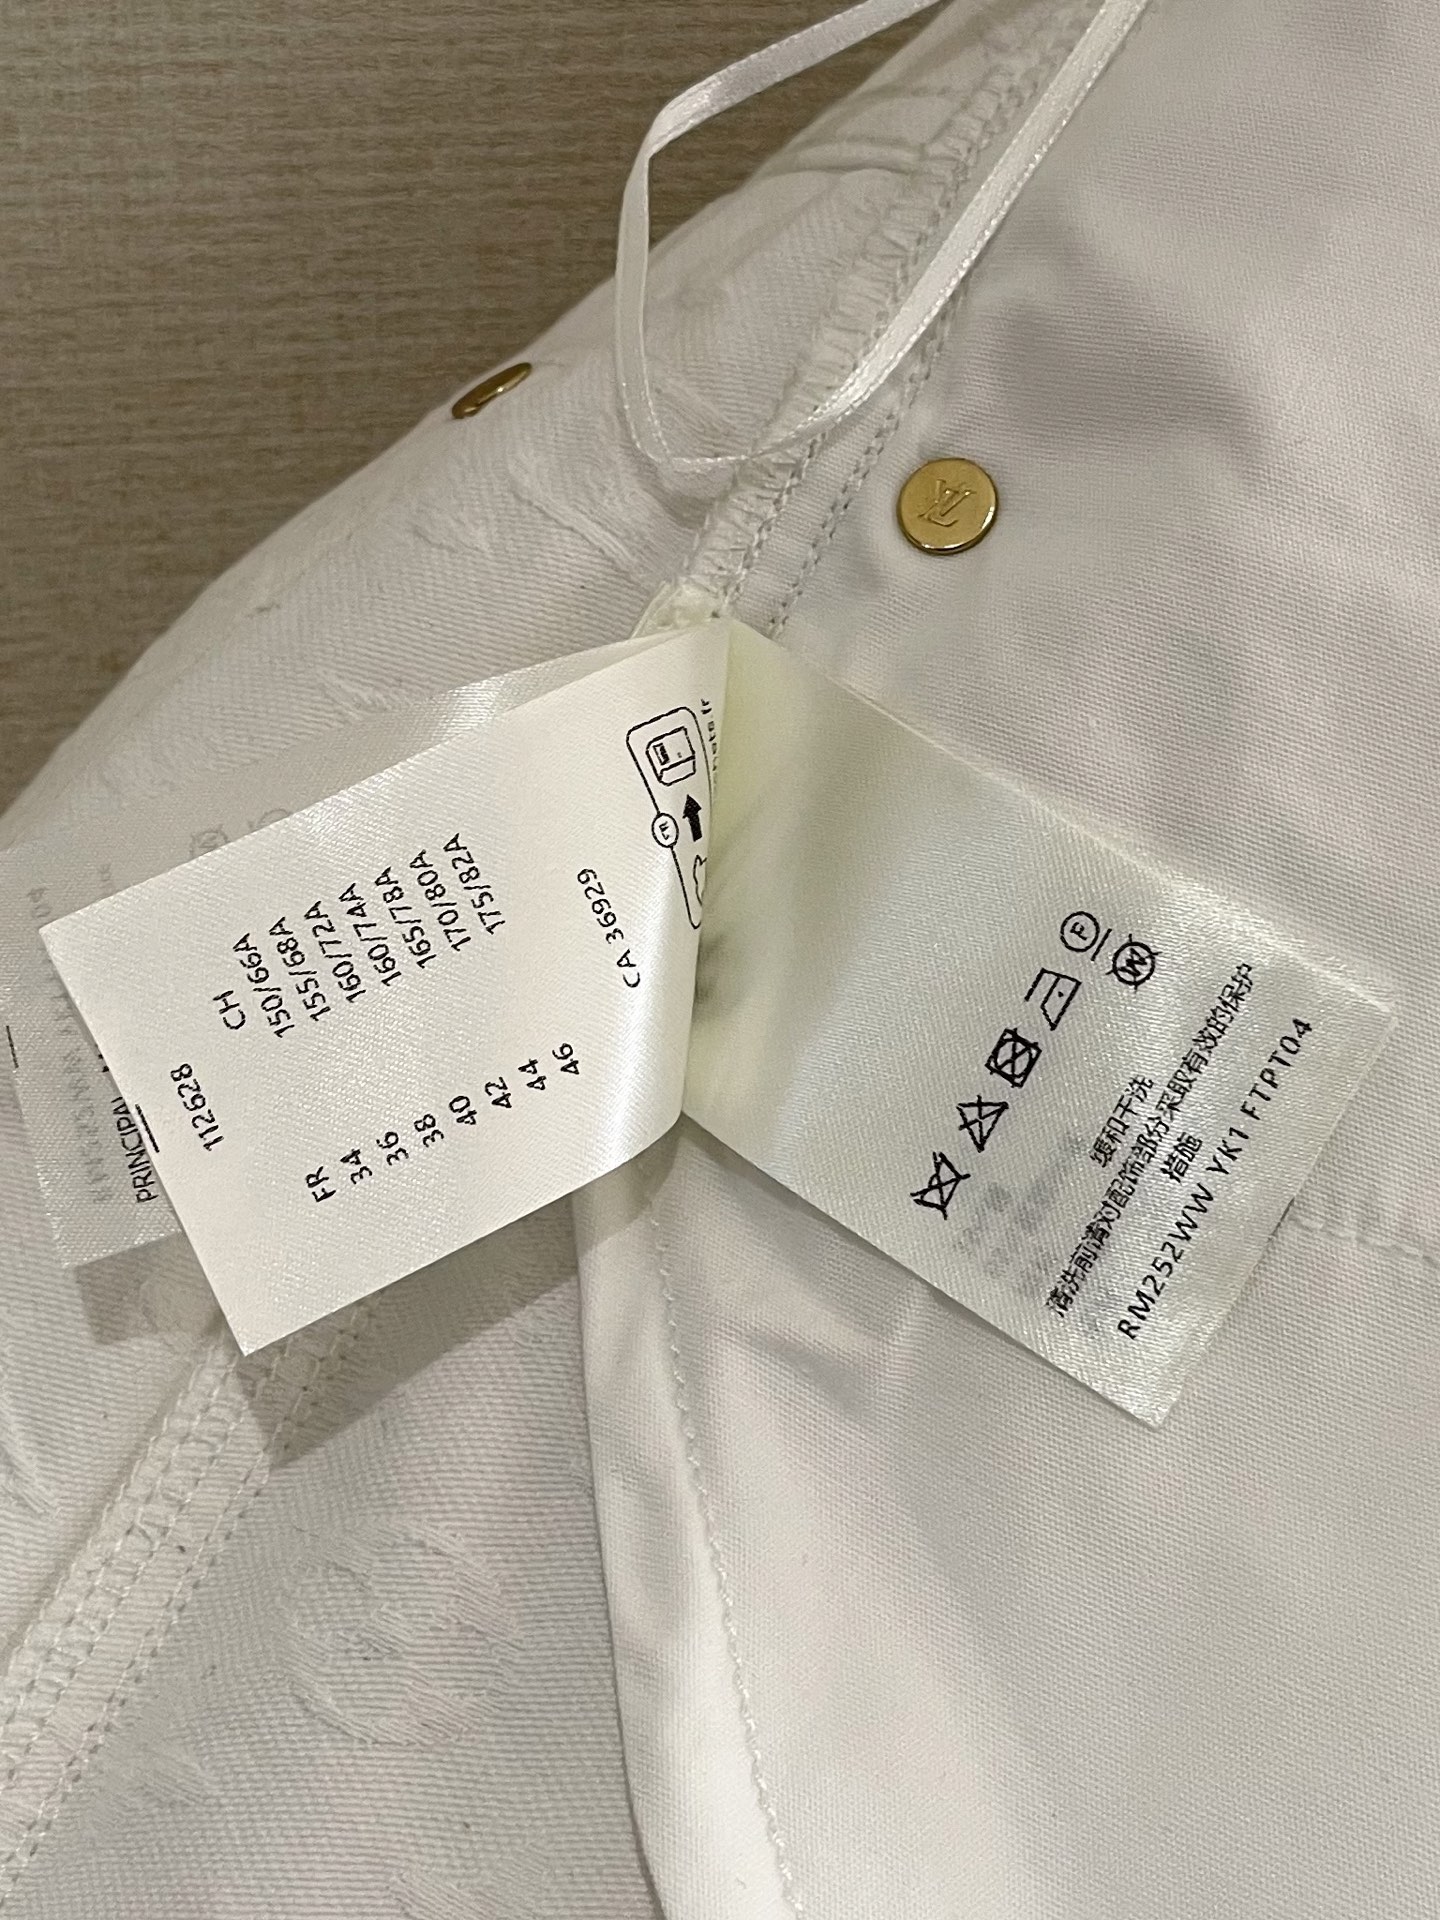 LV
112628
FR CH
34 150/66A
36 155/68A
38 160/72A
40 160/74A
42 165/78A
44 170/80A
46 175/82A
CA 36929
FR
PRINCIPAL
F
W
缓和干洗
清洗前请对配饰部分采取有效的保护
措施
RM252WW YK1 FTPT04